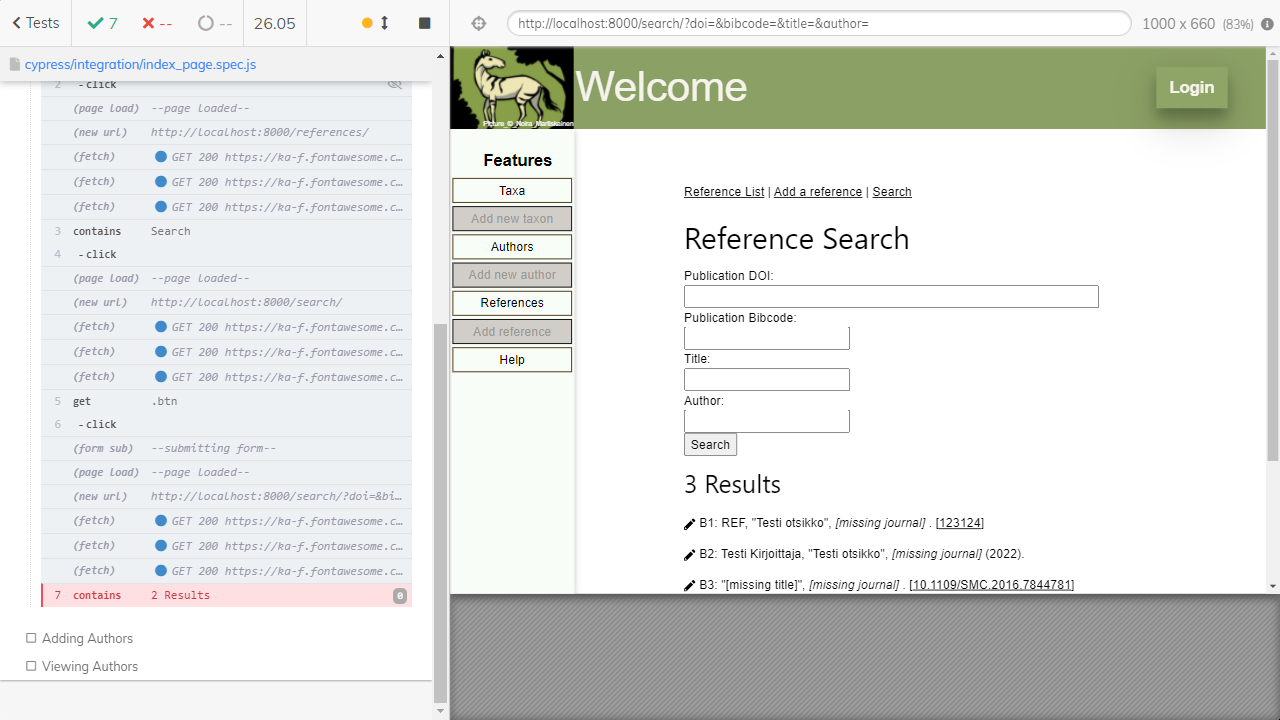 Tests
7
--
--
26.05
http://localhost:8000/search/?doi=&bibcode=&title=&author=
1000 x 660 (83%)
cypress/integration/index_page.spec.js
2 - click
(page load) --page loaded--
(new url) http://localhost:8000/references/
(fetch) GET 200 https://ka-f.fontawesome.c...
(fetch) GET 200 https://ka-f.fontawesome.c...
(fetch) GET 200 https://ka-f.fontawesome.c...
3 contains Search
4 - click
(page load) --page loaded--
(new url) http://localhost:8000/search/
(fetch) GET 200 https://ka-f.fontawesome.c...
(fetch) GET 200 https://ka-f.fontawesome.c...
(fetch) GET 200 https://ka-f.fontawesome.c...
5 get .btn
6 - click
(form sub) --submitting form--
(page load) --page loaded--
(new url) http://localhost:8000/search/?doi=&bi...
(fetch) GET 200 https://ka-f.fontawesome.c...
(fetch) GET 200 https://ka-f.fontawesome.c...
(fetch) GET 200 https://ka-f.fontawesome.c...
7 contains 2 Results 0
Adding Authors
Viewing Authors
Picture © Noira Martiskainen
Welcome
Login
Features
Taxa
Add new taxon
Authors
Add new author
References
Add reference
Help
Reference List | Add a reference | Search
Reference Search
Publication DOI:
Publication Bibcode:
Title:
Author:
Search
3 Results
B1: REF, "Testi otsikko", [missing journal] . [123124]
B2: Testi Kirjoittaja, "Testi otsikko", [missing journal] (2022).
B3: "[missing title]", [missing journal] . [10.1109/SMC.2016.7844781]